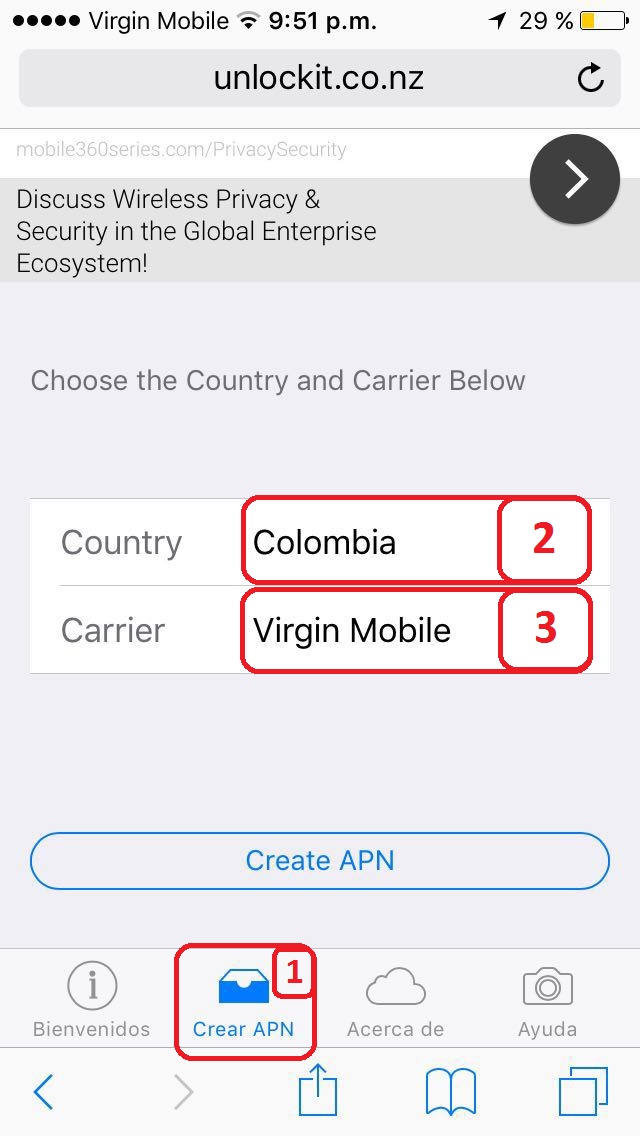 Virgin Mobile 9:51 p.m. 29 %
unlockit.co.nz
mobile360series.com/PrivacySecurity
Discuss Wireless Privacy &
Security in the Global Enterprise
Ecosystem!
Choose the Country and Carrier Below
Country Colombia 2
Carrier Virgin Mobile 3
Create APN
1
Bienvenidos Crear APN Acerca de Ayuda